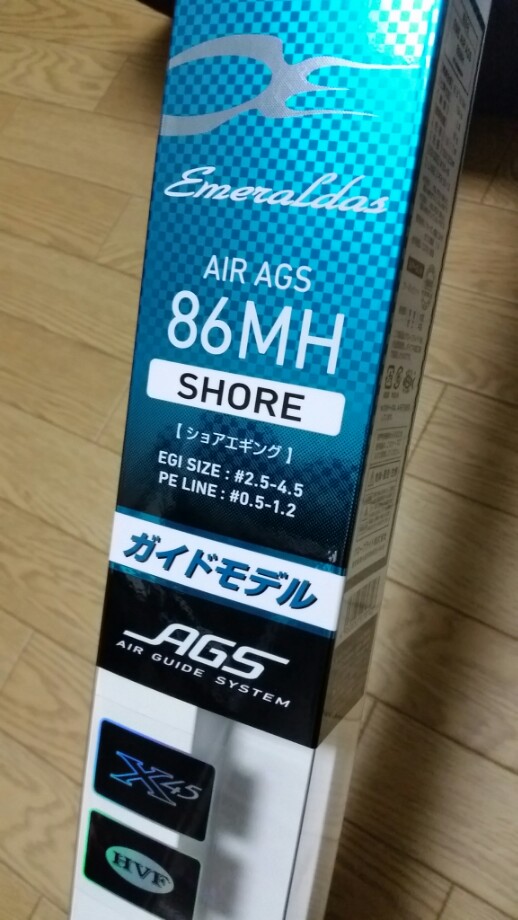 Emeraldas
AIR AGS
86MH
SHORE
【ショアエギング】
EGI SIZE : #2.5-4.5
PE LINE : #0.5-1.2
ガイドモデル
AGS
AIR GUIDE SYSTEM
X45
HVF